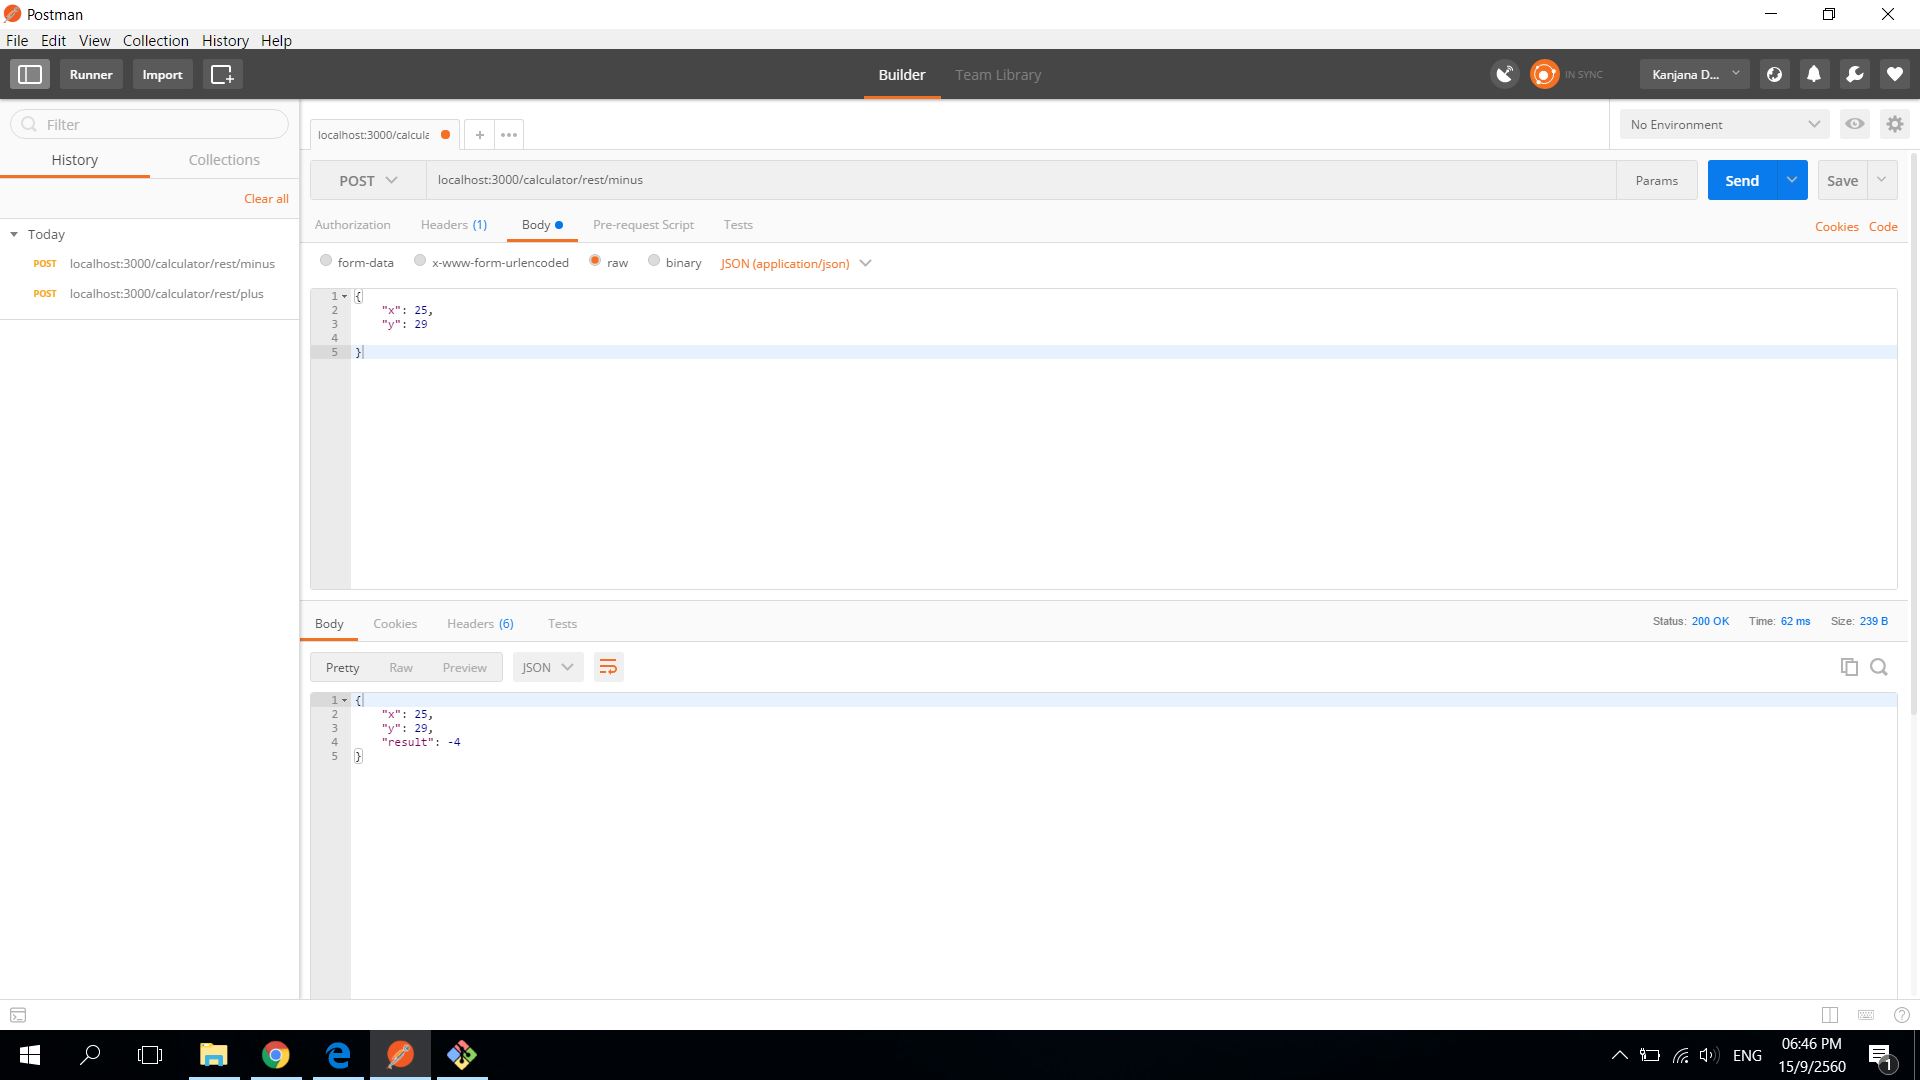 Postman
File Edit View Collection History Help
Runner Import Builder Team Library IN SYNC Kanjana D...
Filter
History Collections
Clear all
Today
POST localhost:3000/calculator/rest/minus
POST localhost:3000/calculator/rest/plus
localhost:3000/calcula + ••• No Environment
POST localhost:3000/calculator/rest/minus Params Send Save
Authorization Headers (1) Body Pre-request Script Tests Cookies Code
form-data x-www-form-urlencoded raw binary JSON (application/json)
1 {
2 "x": 25,
3 "y": 29
4
5 }
Body Cookies Headers (6) Tests Status: 200 OK Time: 62 ms Size: 239 B
Pretty Raw Preview JSON
1 {
2 "x": 25,
3 "y": 29,
4 "result": -4
5 }
ENG
06:46 PM
15/9/2560
1